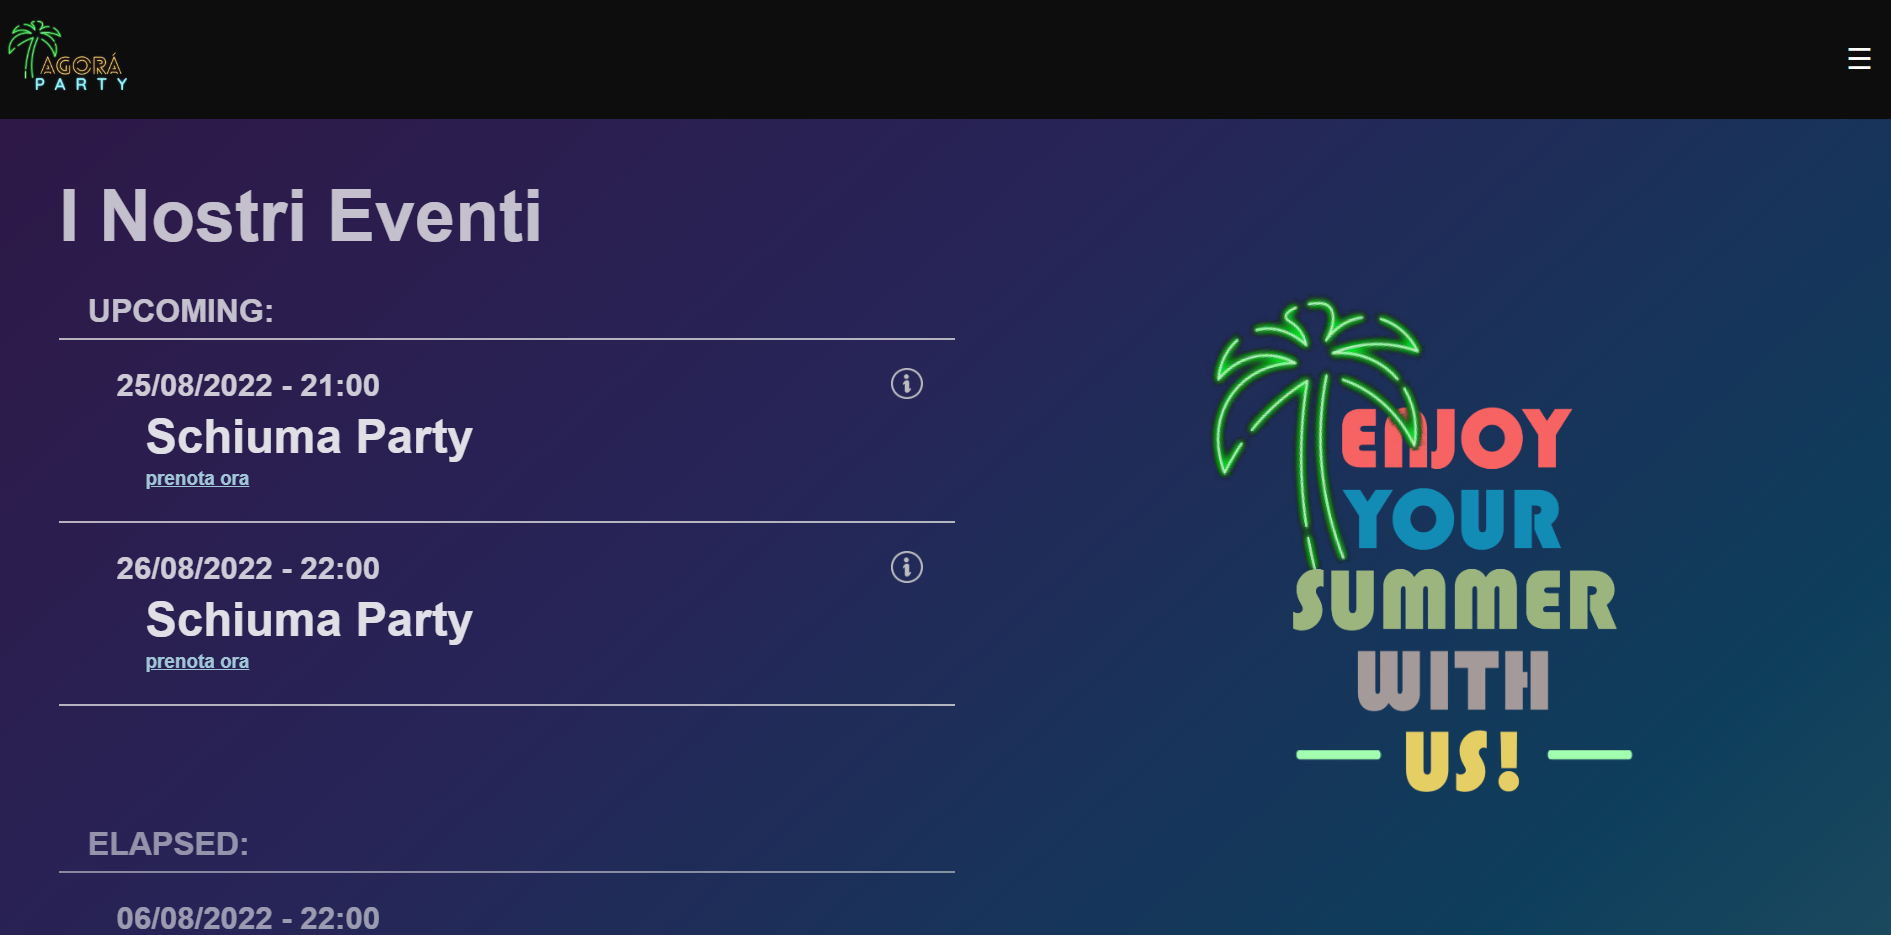 AGORÁ
PARTY
☰
I Nostri Eventi
UPCOMING:
25/08/2022 - 21:00
Schiuma Party
prenota ora
26/08/2022 - 22:00
Schiuma Party
prenota ora
ELAPSED:
06/08/2022 - 22:00
ENJOY
YOUR
SUMMER
WITH
US!